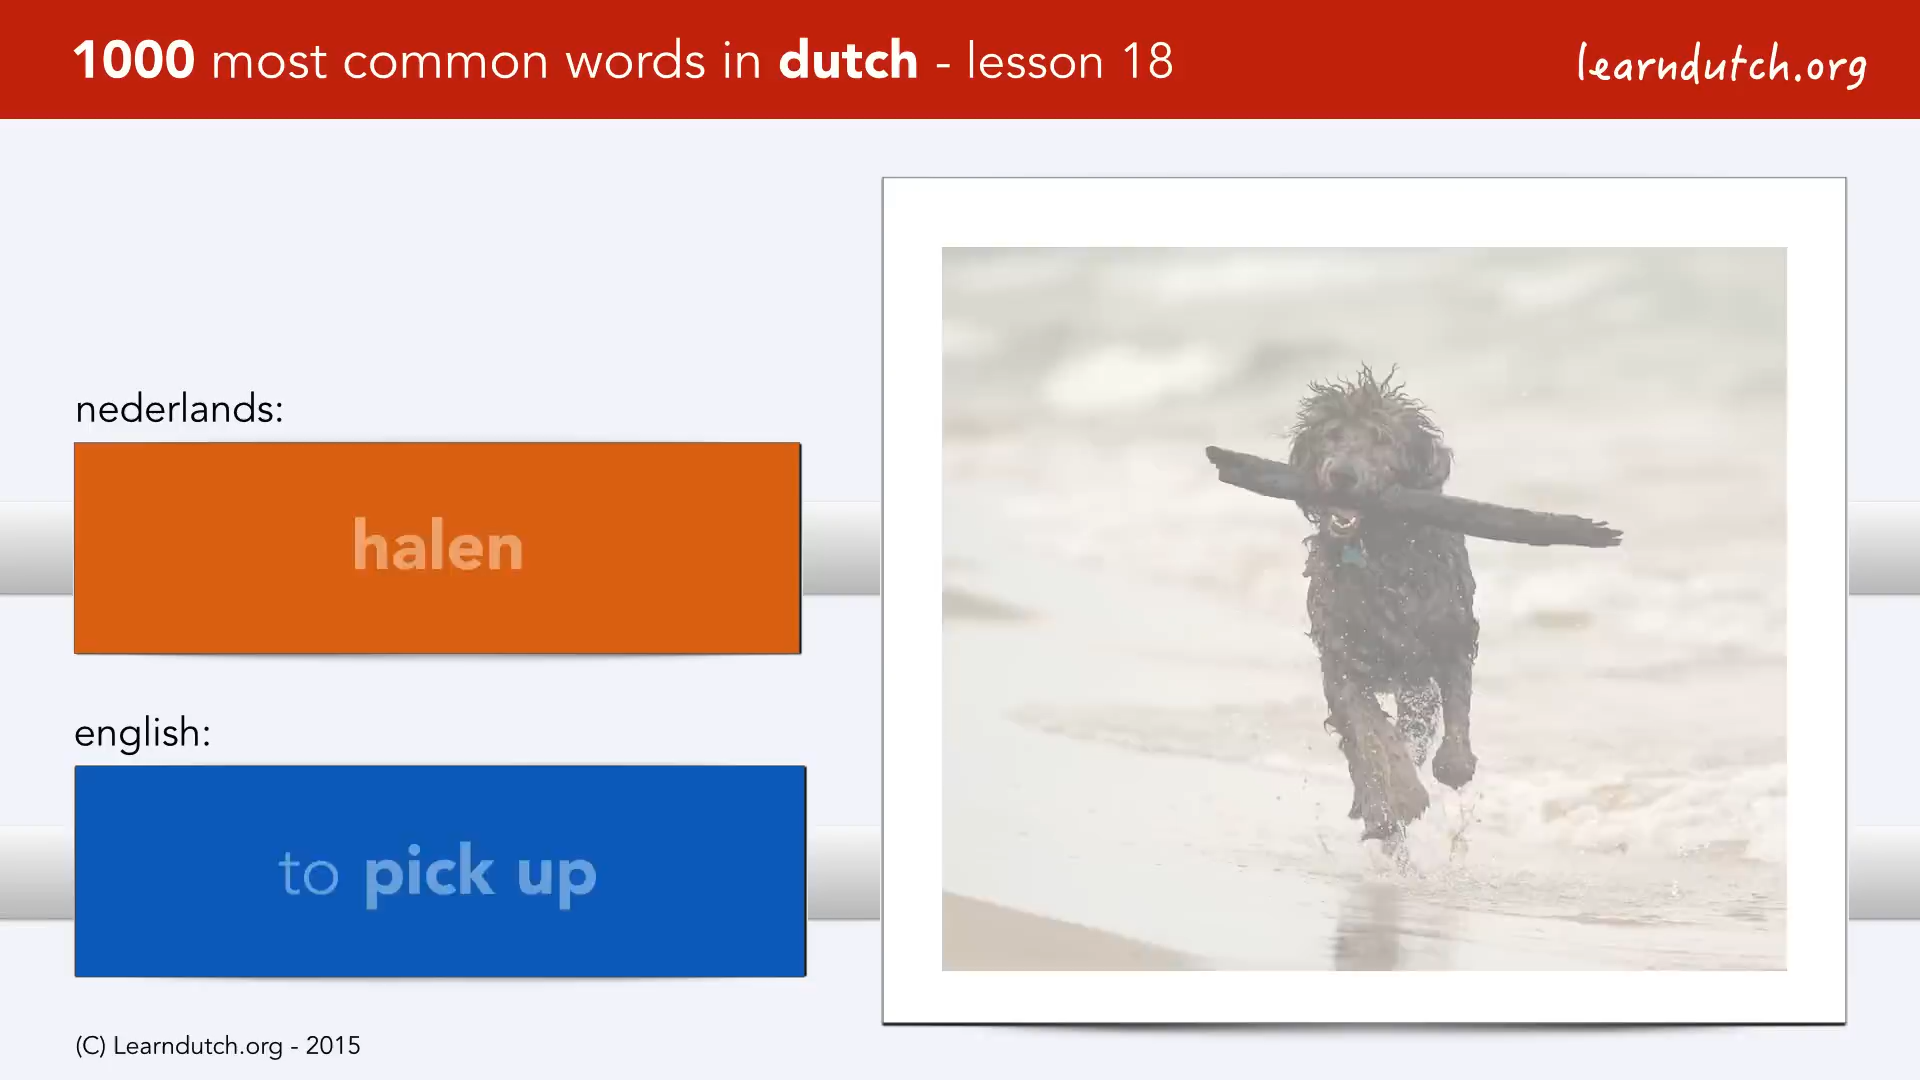 1000 most common words in dutch - lesson 18
learndutch.org
nederlands:
halen
english:
to pick up
(C) Learndutch.org - 2015